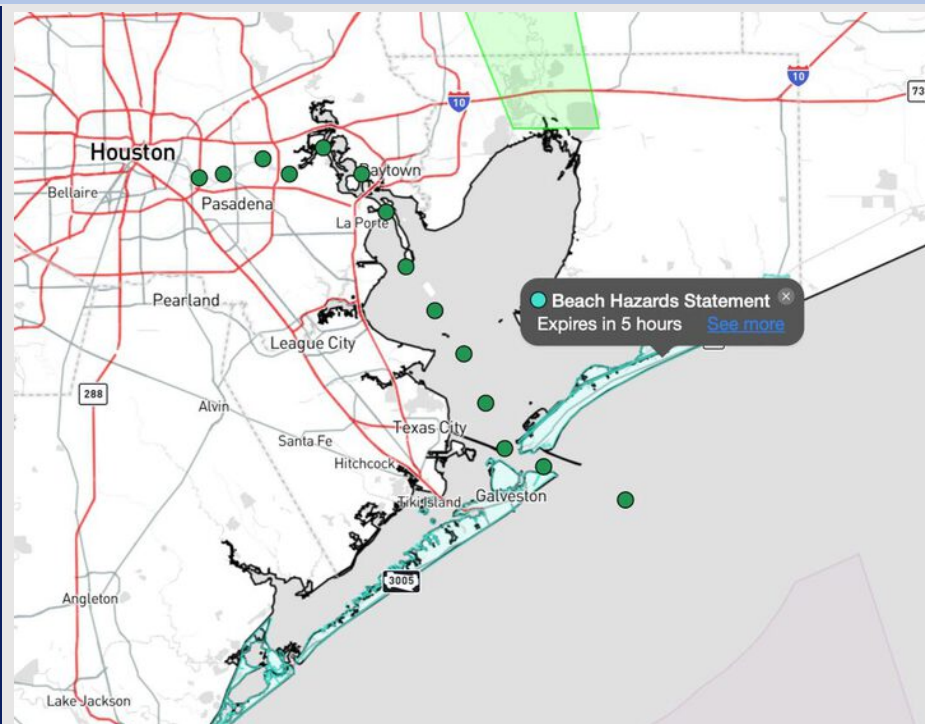 10
10
73
Houston
Baytown
Bellaire
Pasadena
La Porte
Beach Hazards Statement
Expires in 5 hours See more
Pearland
League City
288
Alvin
Texas City
Santa Fe
Hitchcock
Tiki Island
Galveston
3005
Angleton
Lake Jackson